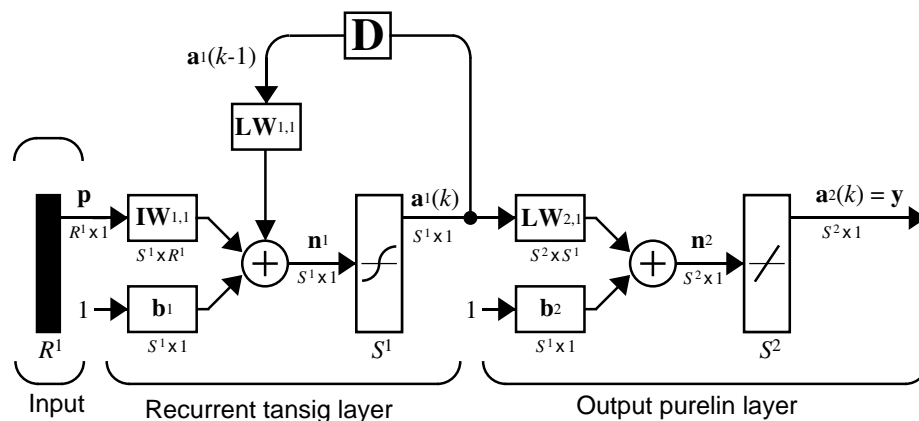 D
a1(k-1)
LW1,1
p
a1(k)
a2(k) = y
IW1,1
n1
LW2,1
n2
R1 x 1
S1 x R1
S1 x 1
S1 x 1
S2 x S1
S2 x 1
S2 x 1
1
b1
1
b2
S1 x 1
S1 x 1
R1
S1
S2
Input
Recurrent tansig layer
Output purelin layer